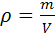 ρ = m/V